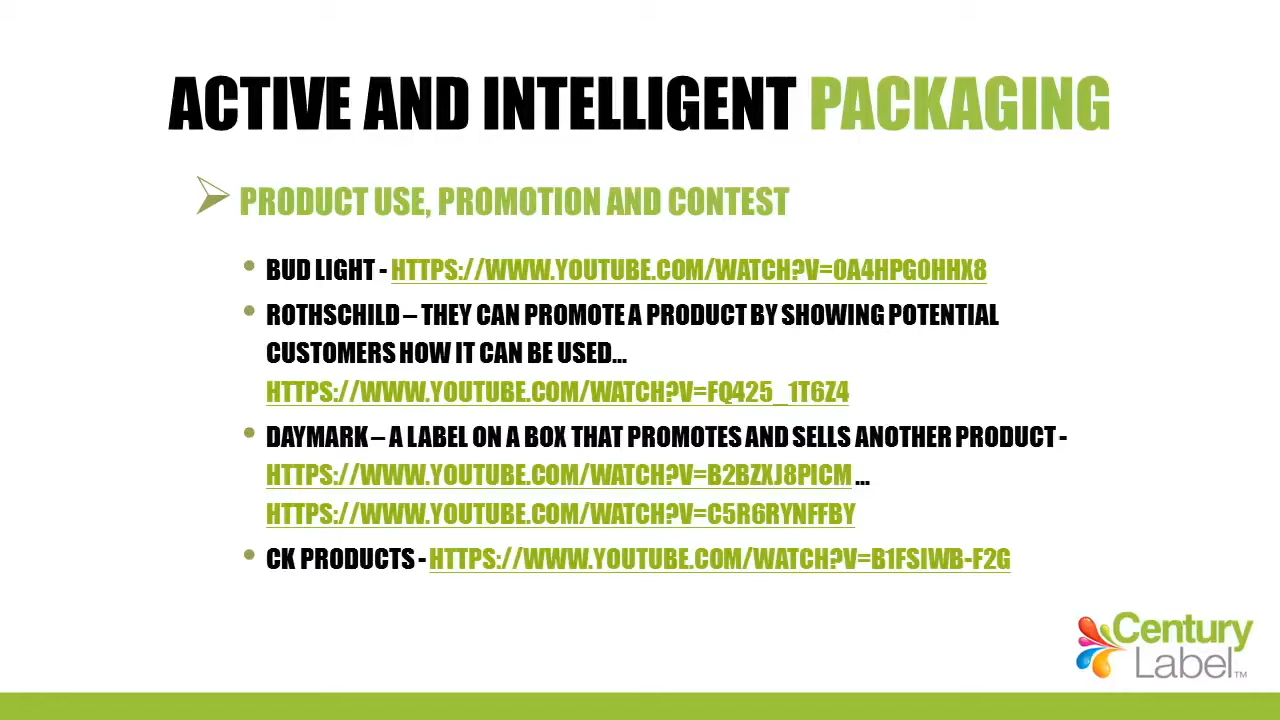 ACTIVE AND INTELLIGENT PACKAGING
PRODUCT USE, PROMOTION AND CONTEST
• BUD LIGHT - HTTPS://WWW.YOUTUBE.COM/WATCH?V=0A4HPG0HHX8
• ROTHSCHILD – THEY CAN PROMOTE A PRODUCT BY SHOWING POTENTIAL
CUSTOMERS HOW IT CAN BE USED...
HTTPS://WWW.YOUTUBE.COM/WATCH?V=FQ425_1T6Z4
• DAYMARK – A LABEL ON A BOX THAT PROMOTES AND SELLS ANOTHER PRODUCT -
HTTPS://WWW.YOUTUBE.COM/WATCH?V=B2BZXJ8PICM ...
HTTPS://WWW.YOUTUBE.COM/WATCH?V=C5R6RYNFFBY
• CK PRODUCTS - HTTPS://WWW.YOUTUBE.COM/WATCH?V=B1FSIWB-F2G
Century
Label™